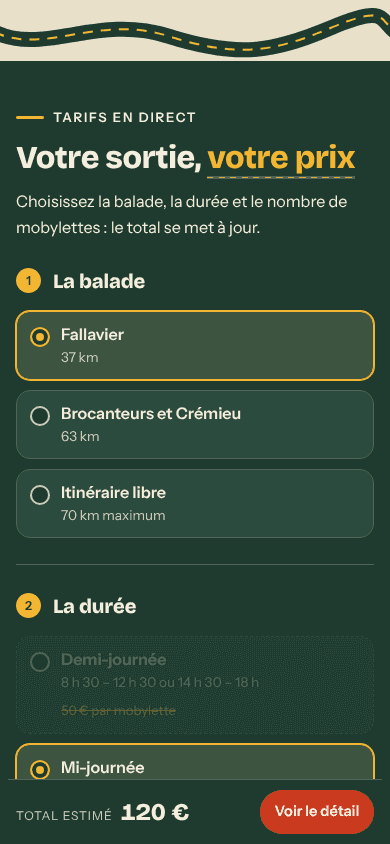 TARIFS EN DIRECT
Votre sortie, votre prix
Choisissez la balade, la durée et le nombre de
mobylettes : le total se met à jour.
1 La balade
Fallavier
37 km
Brocanteurs et Crémieu
63 km
Itinéraire libre
70 km maximum
2 La durée
Demi-journée
8 h 30 – 12 h 30 ou 14 h 30 – 18 h
50 € par mobylette
Mi-journée
TOTAL ESTIMÉ 120 €
Voir le détail